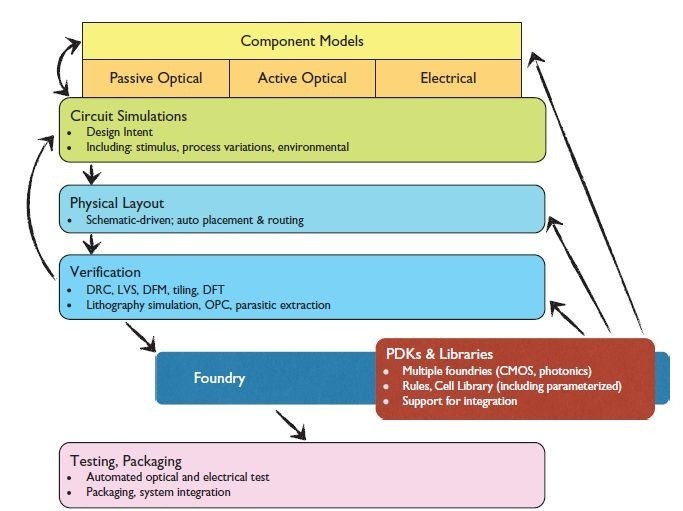 Component Models
Passive Optical
Active Optical
Electrical
Circuit Simulations
• Design Intent
• Including: stimulus, process variations, environmental
Physical Layout
• Schematic-driven; auto placement & routing
Verification
• DRC, LVS, DFM, tiling, DFT
• Lithography simulation, OPC, parasitic extraction
Foundry
PDKs & Libraries
• Multiple foundries (CMOS, photonics)
• Rules, Cell Library (including parameterized)
• Support for integration
Testing, Packaging
• Automated optical and electrical test
• Packaging, system integration